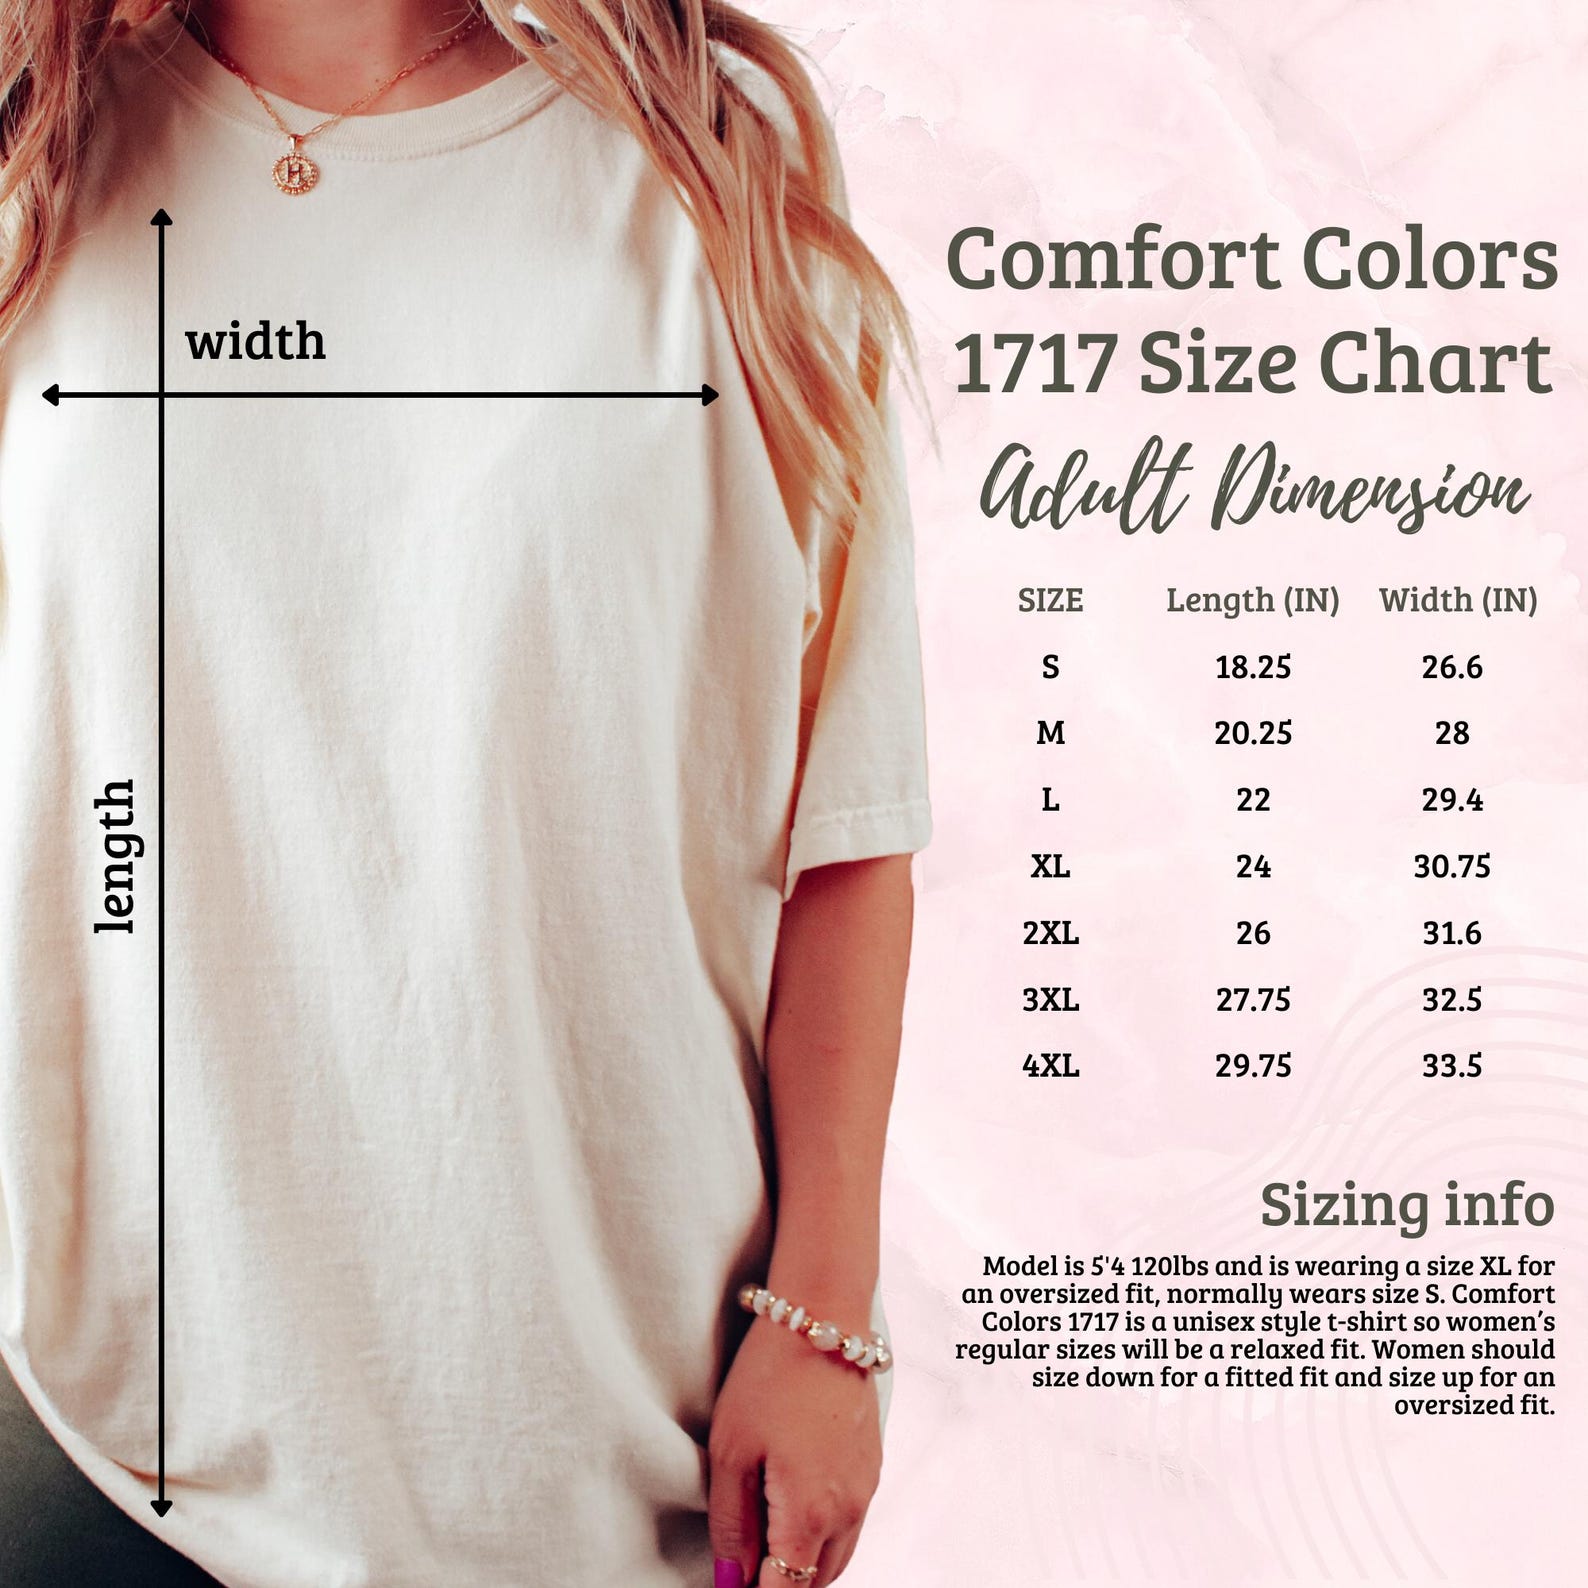 Comfort Colors
1717 Size Chart
Adult Dimension
width
length
H
SIZE Length (IN) Width (IN)
S 18.25 26.6
M 20.25 28
L 22 29.4
XL 24 30.75
2XL 26 31.6
3XL 27.75 32.5
4XL 29.75 33.5
Sizing info
Model is 5'4 120lbs and is wearing a size XL for
an oversized fit, normally wears size S. Comfort
Colors 1717 is a unisex style t-shirt so women’s
regular sizes will be a relaxed fit. Women should
size down for a fitted fit and size up for an
oversized fit.